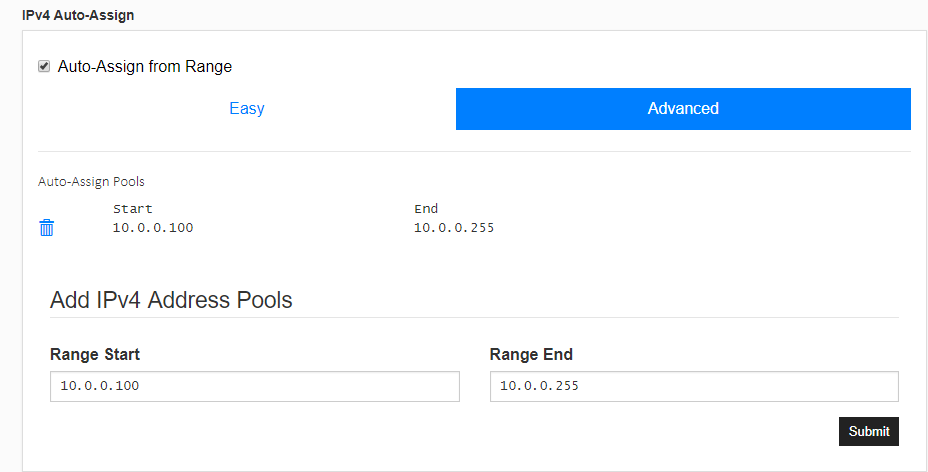 IPv4 Auto-Assign
Auto-Assign from Range
Easy Advanced
Auto-Assign Pools
Start End
10.0.0.100 10.0.0.255
Add IPv4 Address Pools
Range Start Range End
10.0.0.100 10.0.0.255
Submit